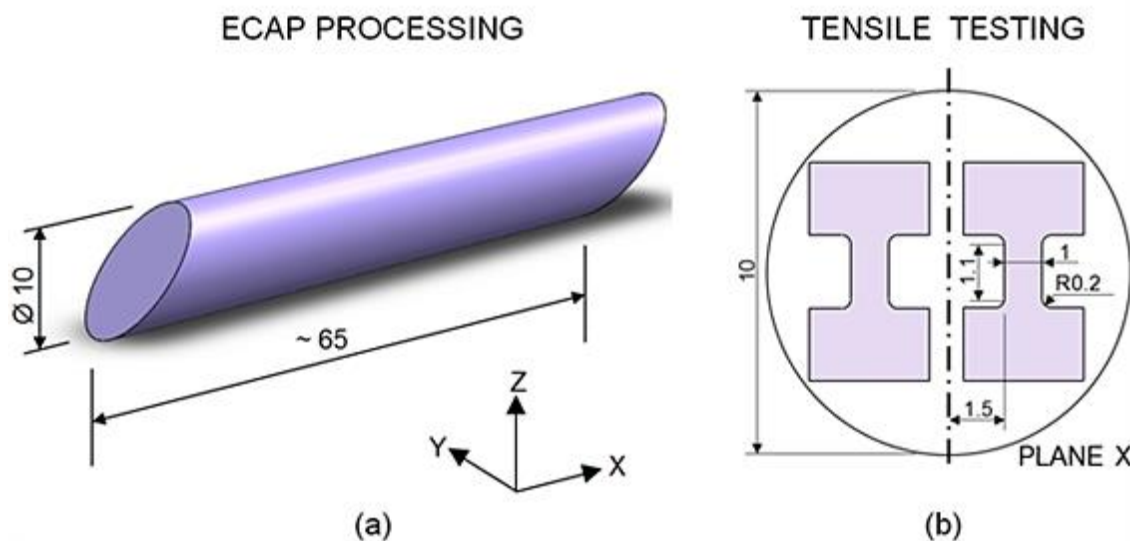 ECAP PROCESSING
TENSILE TESTING
Ø 10
~ 65
Z
Y
X
(a)
10
1.1
1
R0.2
1.5
PLANE X
(b)